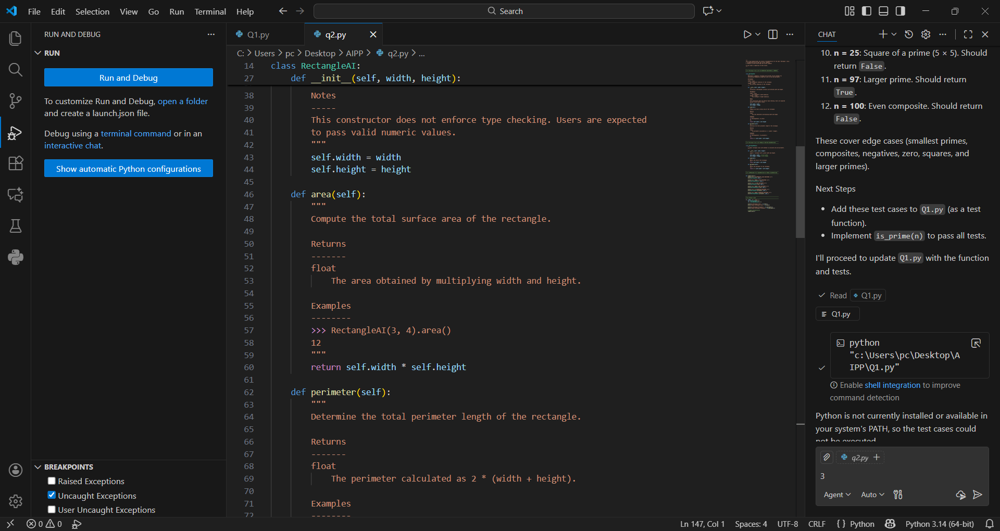 File Edit Selection View Go Run Terminal Help
Search
RUN AND DEBUG
RUN
Run and Debug
To customize Run and Debug, open a folder
and create a launch.json file.
Debug using a terminal command or in an
interactive chat.
Show automatic Python configurations
BREAKPOINTS
Raised Exceptions
Uncaught Exceptions
User Uncaught Exceptions
Q1.py q2.py
C: > Users > pc > Desktop > AIPP > q2.py > ...
14 class RectangleAI:
27 def __init__(self, width, height):
38 Notes
39 -----
40 This constructor does not enforce type checking. Users are expected
41 to pass valid numeric values.
42 """
43 self.width = width
44 self.height = height
45
46 def area(self):
47 """
48 Compute the total surface area of the rectangle.
49
50 Returns
51 -------
52 float
53 The area obtained by multiplying width and height.
54
55 Examples
56 --------
57 >>> RectangleAI(3, 4).area()
58 12
59 """
60 return self.width * self.height
61
62 def perimeter(self):
63 """
64 Determine the total perimeter length of the rectangle.
65
66 Returns
67 -------
68 float
69 The perimeter calculated as 2 * (width + height).
70
71 Examples
72 --------
CHAT
10. n = 25: Square of a prime (5 × 5). Should
return False.
11. n = 97: Larger prime. Should return
True.
12. n = 100: Even composite. Should return
False.
These cover edge cases (smallest primes,
composites, negatives, zero, squares, and
larger primes).
Next Steps
• Add these test cases to Q1.py (as a test
function).
• Implement is_prime(n) to pass all tests.
I'll proceed to update Q1.py with the function
and tests.
Read Q1.py
Q1.py
python
"c:\Users\pc\Desktop\A
IPP\Q1.py"
Enable shell integration to improve
command detection
Python is not currently installed or available in
your system's PATH, so the test cases could
not be executed
q2.py
3
Agent Auto
0 0
Ln 147, Col 1 Spaces: 4 UTF-8 CRLF { } Python Python 3.14 (64-bit)